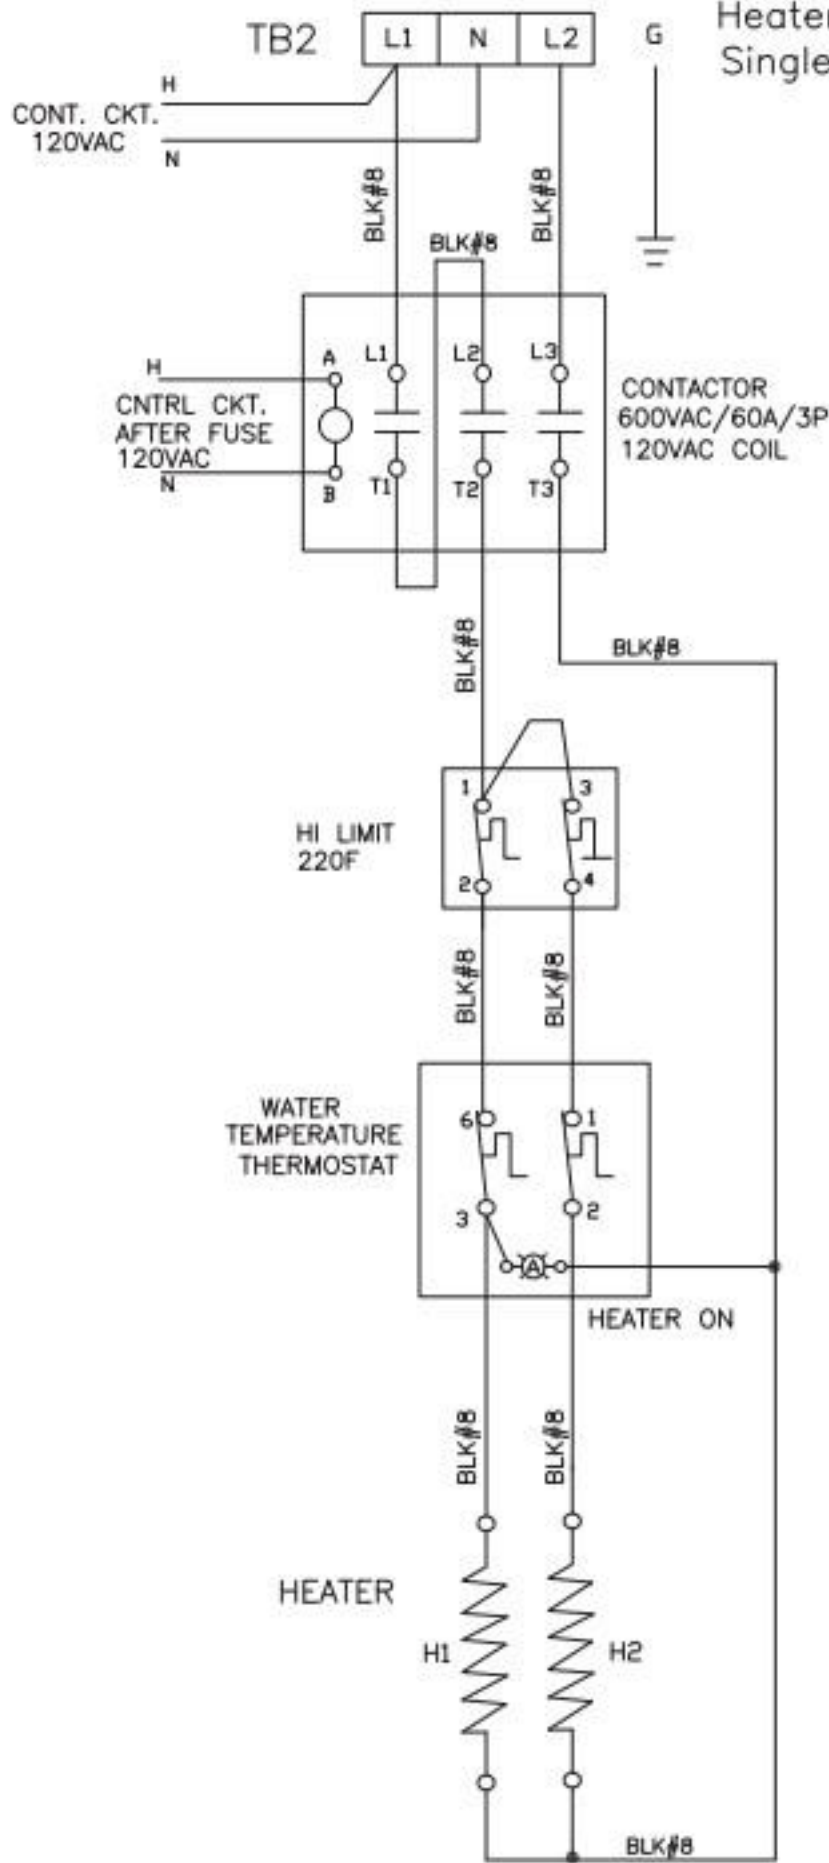 TB2 L1 N L2 G
Heater
Single
H
CONT. CKT.
120VAC
N
BLK#8
BLK#8
BLK#8
A L1 L2 L3
H
CNTRL CKT.
AFTER FUSE
120VAC
N
B T1 T2 T3
CONTACTOR
600VAC/60A/3P
120VAC COIL
BLK#8
BLK#8
1 3
HI LIMIT
220F
2 4
BLK#8
BLK#8
WATER
TEMPERATURE
THERMOSTAT
6 1
3 2
A
HEATER ON
BLK#8
BLK#8
HEATER
H1 H2
BLK#8